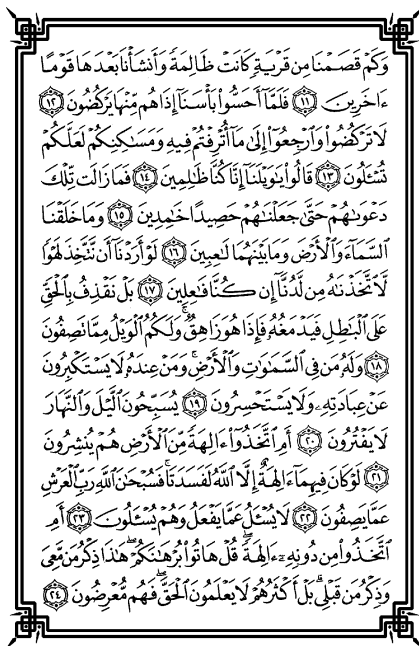 وَكَمۡ قَصَمۡنَا مِن قَرۡيَةٖ كَانَتۡ ظَالِمَةٗ وَأَنشَأۡنَا بَعۡدَهَا قَوۡمًا
ءَاخَرِينَ ١١ فَلَمَّآ أَحَسُّواْ بَأۡسَنَآ إِذَا هُم مِّنۡهَا يَرۡكُضُونَ ١٢
لَا تَرۡكُضُواْ وَٱرۡجِعُوٓاْ إِلَىٰ مَآ أُتۡرِفۡتُمۡ فِيهِ وَمَسَٰكِنِكُمۡ لَعَلَّكُمۡ
تُسۡـَٔلُونَ ١٣ قَالُواْ يَٰوَيۡلَنَآ إِنَّا كُنَّا ظَٰلِمِينَ ١٤ فَمَا زَالَت تِّلۡكَ
دَعۡوَىٰهُمۡ حَتَّىٰ جَعَلۡنَٰهُمۡ حَصِيدًا خَٰمِدِينَ ١٥ وَمَا خَلَقۡنَا
ٱلسَّمَآءَ وَٱلۡأَرۡضَ وَمَا بَيۡنَهُمَا لَٰعِبِينَ ١٦ لَوۡ أَرَدۡنَآ أَن نَّتَّخِذَ لَهۡوٗا
لَّٱتَّخَذۡنَٰهُ مِن لَّدُنَّآ إِن كُنَّا فَٰعِلِينَ ١٧ بَلۡ نَقۡذِفُ بِٱلۡحَقِّ
عَلَى ٱلۡبَٰطِلِ فَيَدۡمَغُهُۥ فَإِذَا هُوَ زَاهِقٞۚ وَلَكُمُ ٱلۡوَيۡلُ مِمَّا تَصِفُونَ
١٨ وَلَهُۥ مَن فِي ٱلسَّمَٰوَٰتِ وَٱلۡأَرۡضِۚ وَمَنۡ عِندَهُۥ لَا يَسۡتَكۡبِرُونَ
عَنۡ عِبَادَتِهِۦ وَلَا يَسۡتَحۡسِرُونَ ١٩ يُسَبِّحُونَ ٱلَّيۡلَ وَٱلنَّهَارَ
لَا يَفۡتُرُونَ ٢٠ أَمِ ٱتَّخَذُوٓاْ ءَالِهَةٗ مِّنَ ٱلۡأَرۡضِ هُمۡ يُنشِرُونَ
٢١ لَوۡ كَانَ فِيهِمَآ ءَالِهَةٌ إِلَّا ٱللَّهُ لَفَسَدَتَاۚ فَسُبۡحَٰنَ ٱللَّهِ رَبِّ ٱلۡعَرۡشِ
عَمَّا يَصِفُونَ ٢٢ لَا يُسۡـَٔلُ عَمَّا يَفۡعَلُ وَهُمۡ يُسۡـَٔلُونَ ٢٣ أَمِ
ٱتَّخَذُواْ مِن دُونِهِۦٓ ءَالِهَةٗۖ قُلۡ هَاتُواْ بُرۡهَٰنَكُمۡۖ هَٰذَا ذِكۡرُ مَن مَّعِيَ
وَذِكۡرُ مَن قَبۡلِيۚ بَلۡ أَكۡثَرُهُمۡ لَا يَعۡلَمُونَ ٱلۡحَقَّۖ فَهُم مُّعۡرِضُونَ ٢٤